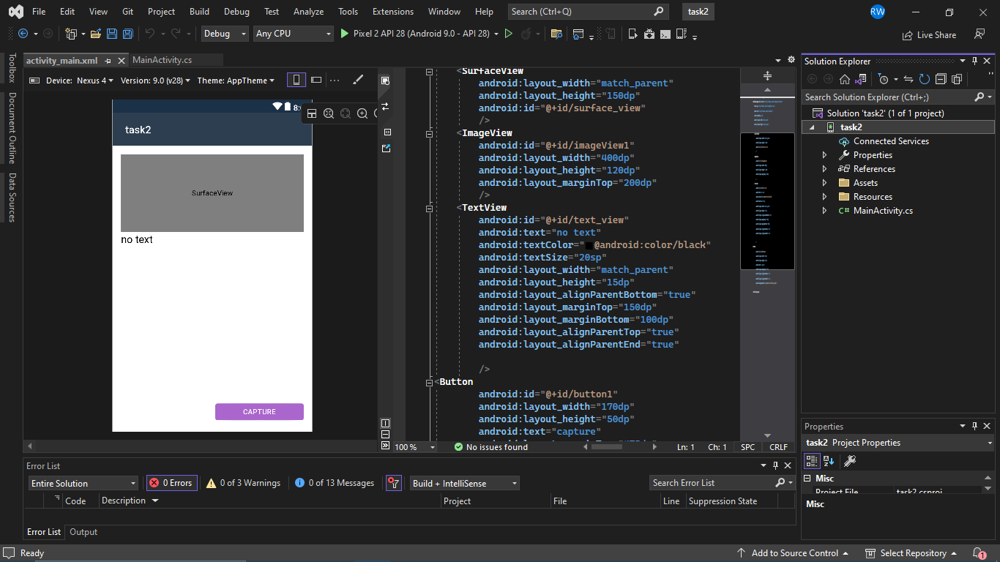 File Edit View Git Project Build Debug Test Analyze Tools Extensions Window Help Search (Ctrl+Q) task2 RW
Debug Any CPU Pixel 2 API 28 (Android 9.0 - API 28) Live Share
Toolbox
Document Outline
Data Sources
activity_main.xml MainActivity.cs
Device: Nexus 4 Version: 9.0 (v28) Theme: AppTheme
task2
SurfaceView
no text
CAPTURE
<SurfaceView
android:layout_width="match_parent"
android:layout_height="150dp"
android:id="@+id/surface_view"
/>
<ImageView
android:id="@+id/imageView1"
android:layout_width="400dp"
android:layout_height="120dp"
android:layout_marginTop="200dp"
/>
<TextView
android:id="@+id/text_view"
android:text="no text"
android:textColor="@android:color/black"
android:textSize="20sp"
android:layout_width="match_parent"
android:layout_height="15dp"
android:layout_alignParentBottom="true"
android:layout_marginTop="150dp"
android:layout_marginBottom="100dp"
android:layout_alignParentTop="true"
android:layout_alignParentEnd="true"
/>
<Button
android:id="@+id/button1"
android:layout_width="170dp"
android:layout_height="50dp"
android:text="capture"
100 % No issues found Ln: 1 Ch: 1 SPC CRLF
Solution Explorer
Search Solution Explorer (Ctrl+;)
Solution 'task2' (1 of 1 project)
task2
Connected Services
Properties
References
Assets
Resources
C# MainActivity.cs
Properties
task2 Project Properties
Misc
Project File task2.csproj
Misc
Error List
Entire Solution 0 Errors 0 of 3 Warnings 0 of 13 Messages Build + IntelliSense Search Error List
Code Description Project File Line Suppression State
Error List Output
Ready Add to Source Control Select Repository 1